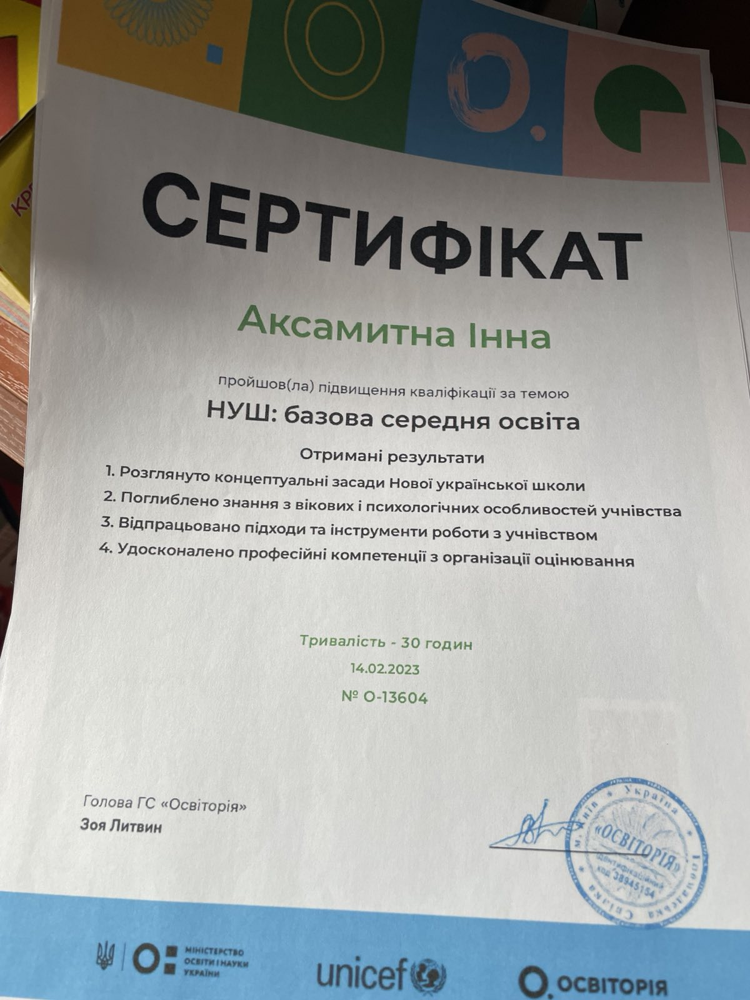 КР
СЕРТИФІКАТ
Аксамитна Інна
пройшов(ла) підвищення кваліфікації за темою
НУШ: базова середня освіта
Отримані результати
1. Розглянуто концептуальні засади Нової української школи
2. Поглиблено знання з вікових і психологічних особливостей учнівства
3. Відпрацьовано підходи та інструменти роботи з учнівством
4. Удосконалено професійні компетенції з організації оцінювання
Тривалість - 30 годин
14.02.2023
№ О-13604
Голова ГС «Освіторія»
Зоя Литвин
Україна * м. Київ * Громадська Спілка
«ОСВІТОРІЯ»
ідентифікаційний
код 38945154
МІНІСТЕРСТВО
ОСВІТИ І НАУКИ
УКРАЇНИ
unicef
ОСВІТОРІЯ